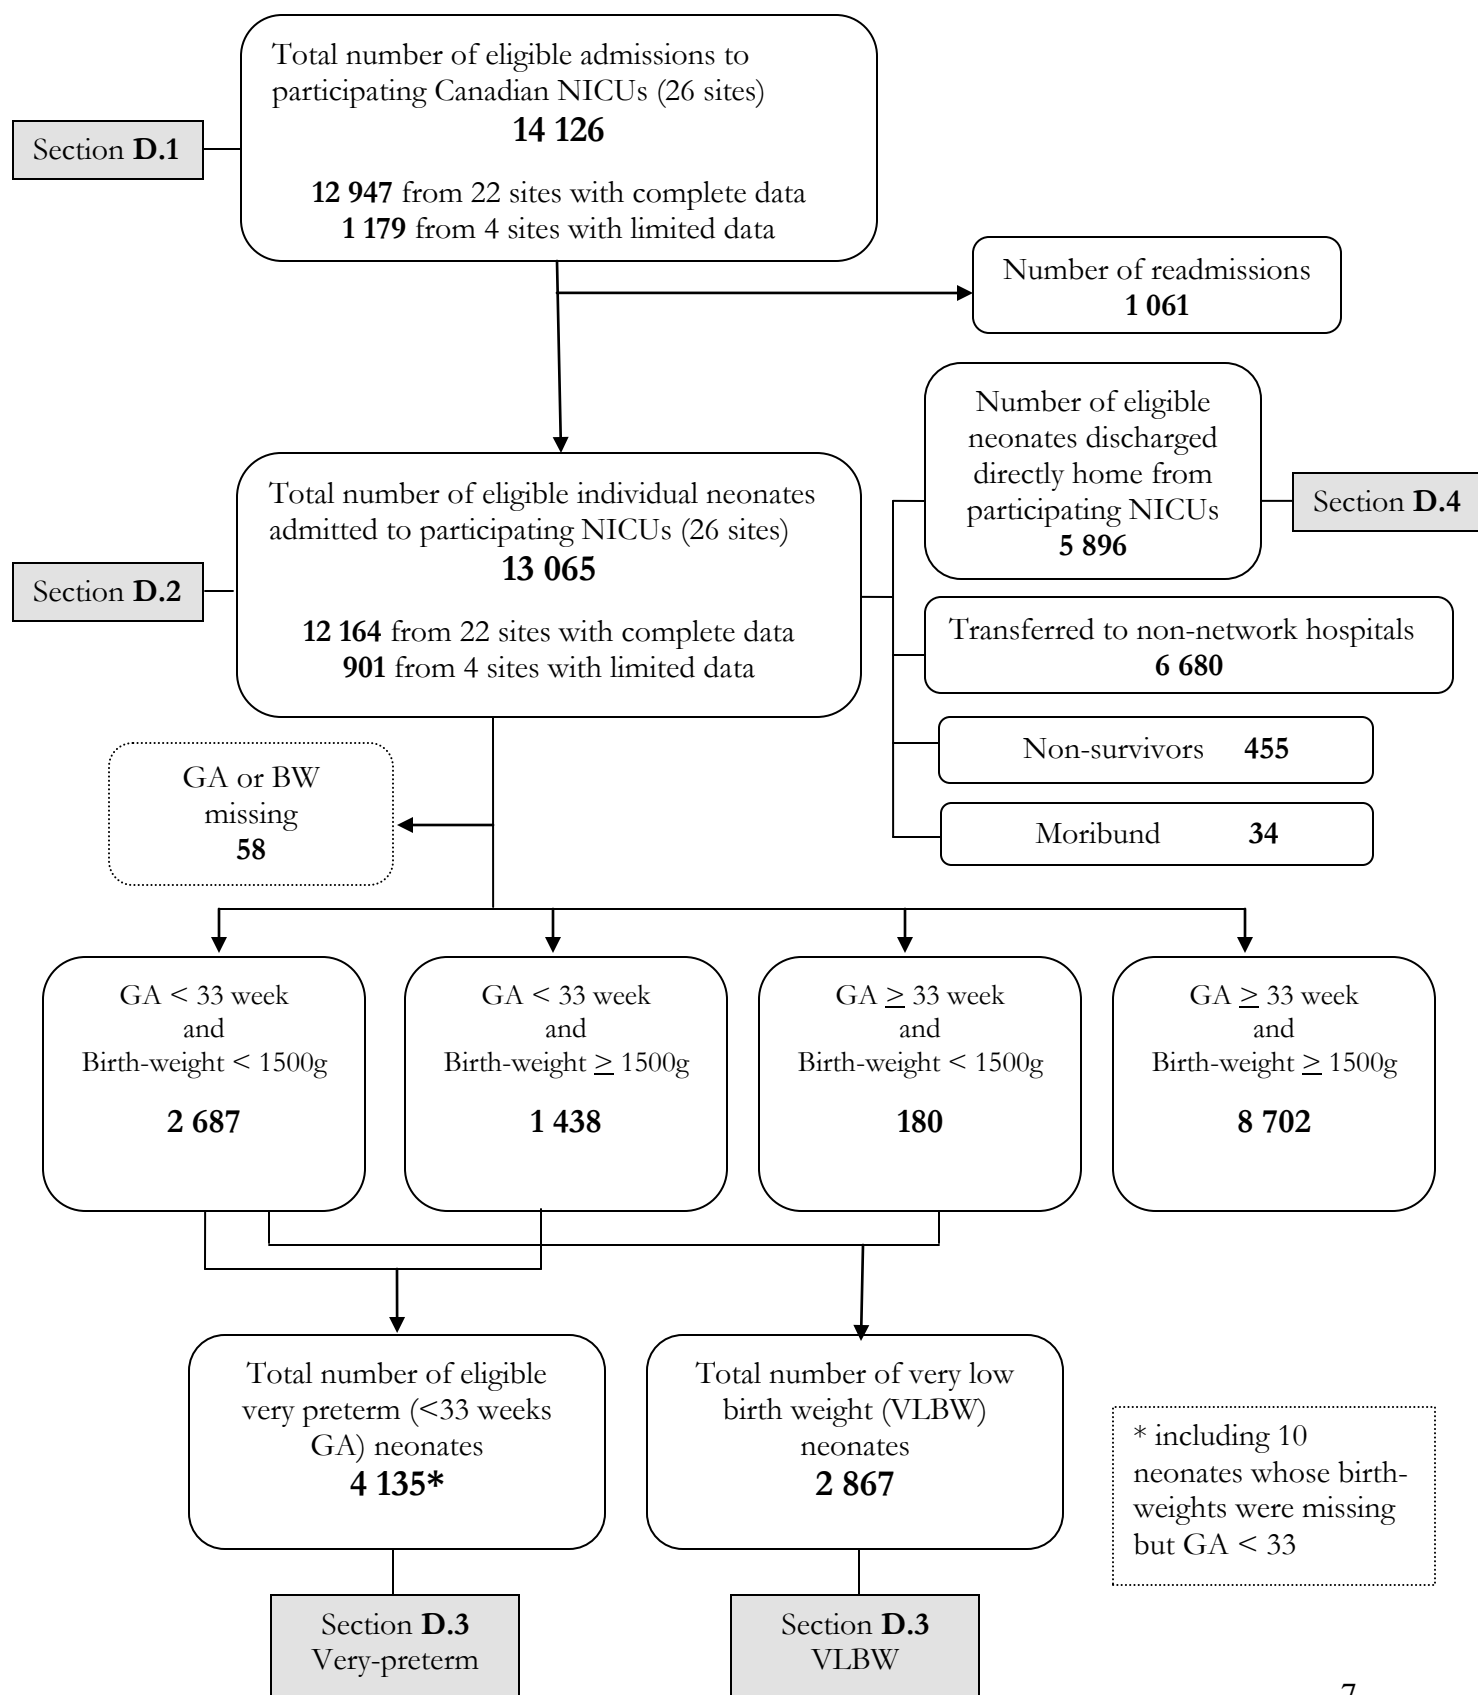 Total number of eligible admissions to
participating Canadian NICUs (26 sites)
14 126
12 947 from 22 sites with complete data
1 179 from 4 sites with limited data
Section D.1
Number of readmissions
1 061
Number of eligible
neonates discharged
directly home from
participating NICUs
5 896
Section D.4
Total number of eligible individual neonates
admitted to participating NICUs (26 sites)
13 065
12 164 from 22 sites with complete data
901 from 4 sites with limited data
Section D.2
Transferred to non-network hospitals
6 680
Non-survivors 455
Moribund 34
GA or BW
missing
58
GA < 33 week
and
Birth-weight < 1500g
2 687
GA < 33 week
and
Birth-weight ≥ 1500g
1 438
GA ≥ 33 week
and
Birth-weight < 1500g
180
GA ≥ 33 week
and
Birth-weight ≥ 1500g
8 702
Total number of eligible
very preterm (<33 weeks
GA) neonates
4 135*
Total number of very low
birth weight (VLBW)
neonates
2 867
* including 10
neonates whose birth-
weights were missing
but GA < 33
Section D.3
Very-preterm
Section D.3
VLBW
7